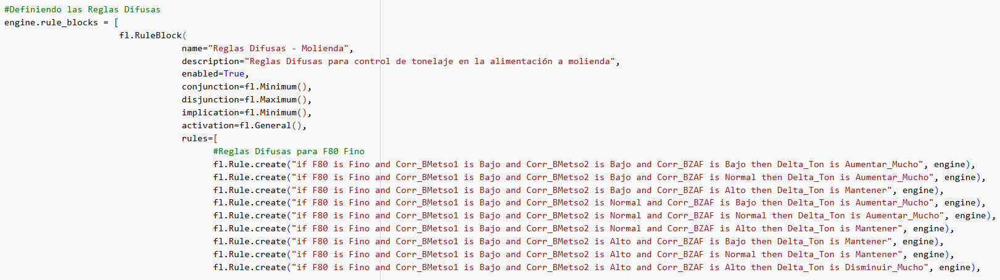 #Definiendo las Reglas Difusas
engine.rule_blocks = [
fl.RuleBlock(
name="Reglas Difusas - Molienda",
description="Reglas Difusas para control de tonelaje en la alimentación a molienda",
enabled=True,
conjunction=fl.Minimum(),
disjunction=fl.Maximum(),
implication=fl.Minimum(),
activation=fl.General(),
rules=[
#Reglas Difusas para F80 Fino
fl.Rule.create("if F80 is Fino and Corr_BMetso1 is Bajo and Corr_BMetso2 is Bajo and Corr_BZAF is Bajo then Delta_Ton is Aumentar_Mucho", engine),
fl.Rule.create("if F80 is Fino and Corr_BMetso1 is Bajo and Corr_BMetso2 is Bajo and Corr_BZAF is Normal then Delta_Ton is Aumentar_Mucho", engine),
fl.Rule.create("if F80 is Fino and Corr_BMetso1 is Bajo and Corr_BMetso2 is Bajo and Corr_BZAF is Alto then Delta_Ton is Mantener", engine),
fl.Rule.create("if F80 is Fino and Corr_BMetso1 is Bajo and Corr_BMetso2 is Normal and Corr_BZAF is Bajo then Delta_Ton is Aumentar_Mucho", engine),
fl.Rule.create("if F80 is Fino and Corr_BMetso1 is Bajo and Corr_BMetso2 is Normal and Corr_BZAF is Normal then Delta_Ton is Aumentar_Mucho", engine),
fl.Rule.create("if F80 is Fino and Corr_BMetso1 is Bajo and Corr_BMetso2 is Normal and Corr_BZAF is Alto then Delta_Ton is Mantener", engine),
fl.Rule.create("if F80 is Fino and Corr_BMetso1 is Bajo and Corr_BMetso2 is Alto and Corr_BZAF is Bajo then Delta_Ton is Mantener", engine),
fl.Rule.create("if F80 is Fino and Corr_BMetso1 is Bajo and Corr_BMetso2 is Alto and Corr_BZAF is Normal then Delta_Ton is Mantener", engine),
fl.Rule.create("if F80 is Fino and Corr_BMetso1 is Bajo and Corr_BMetso2 is Alto and Corr_BZAF is Alto then Delta_Ton is Disminuir_Mucho", engine),